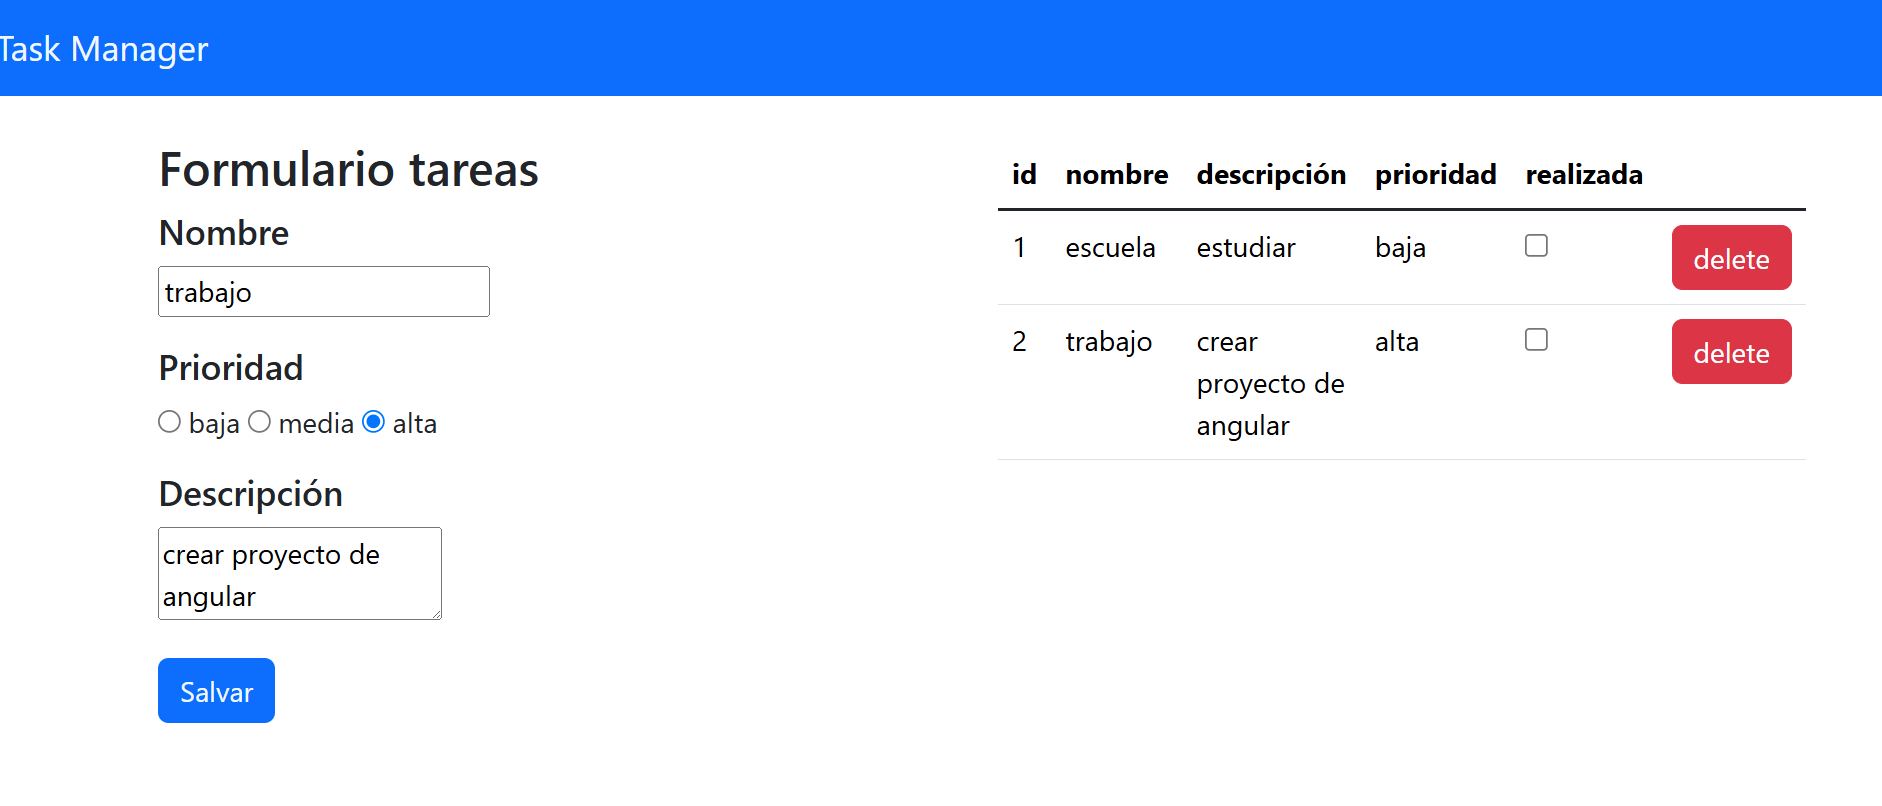 Task Manager
Formulario tareas
Nombre
trabajo
Prioridad
baja media alta
Descripción
crear proyecto de
angular
Salvar
id nombre descripción prioridad realizada
1 escuela estudiar baja delete
2 trabajo crear alta delete
proyecto de
angular